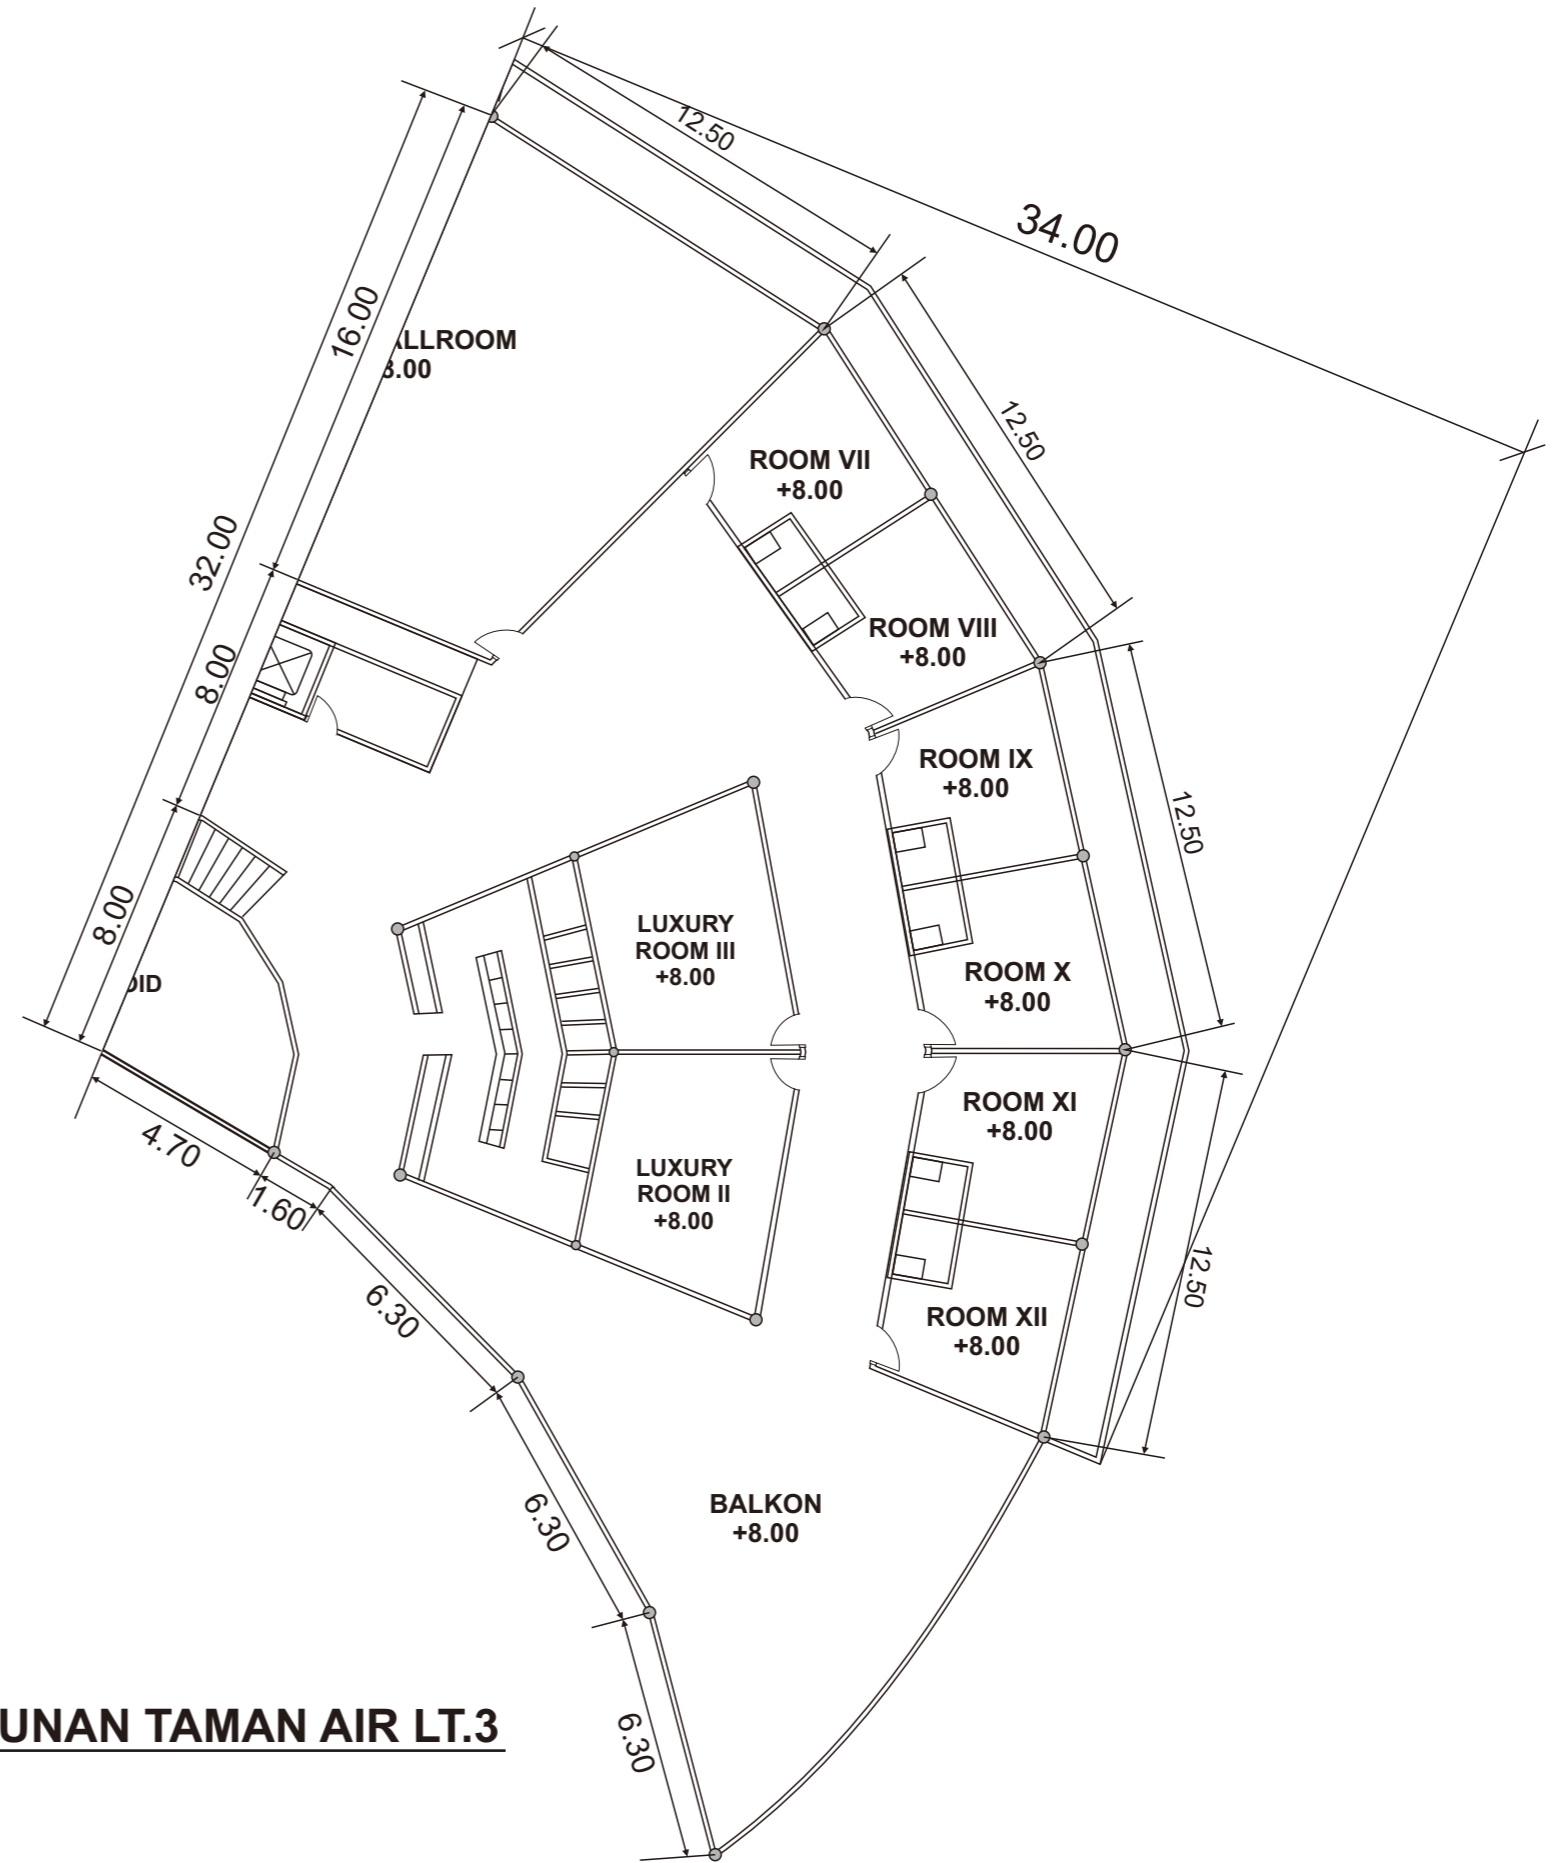 12.50
34.00
16.00
ALLROOM
8.00
12.50
ROOM VII
+8.00
32.00
ROOM VIII
+8.00
8.00
ROOM IX
+8.00
12.50
8.00
LUXURY
ROOM III
+8.00
ROOM X
+8.00
OID
ROOM XI
+8.00
4.70
LUXURY
ROOM II
+8.00
1.60
12.50
6.30
ROOM XII
+8.00
BALKON
+8.00
6.30
UNAN TAMAN AIR LT.3
6.30